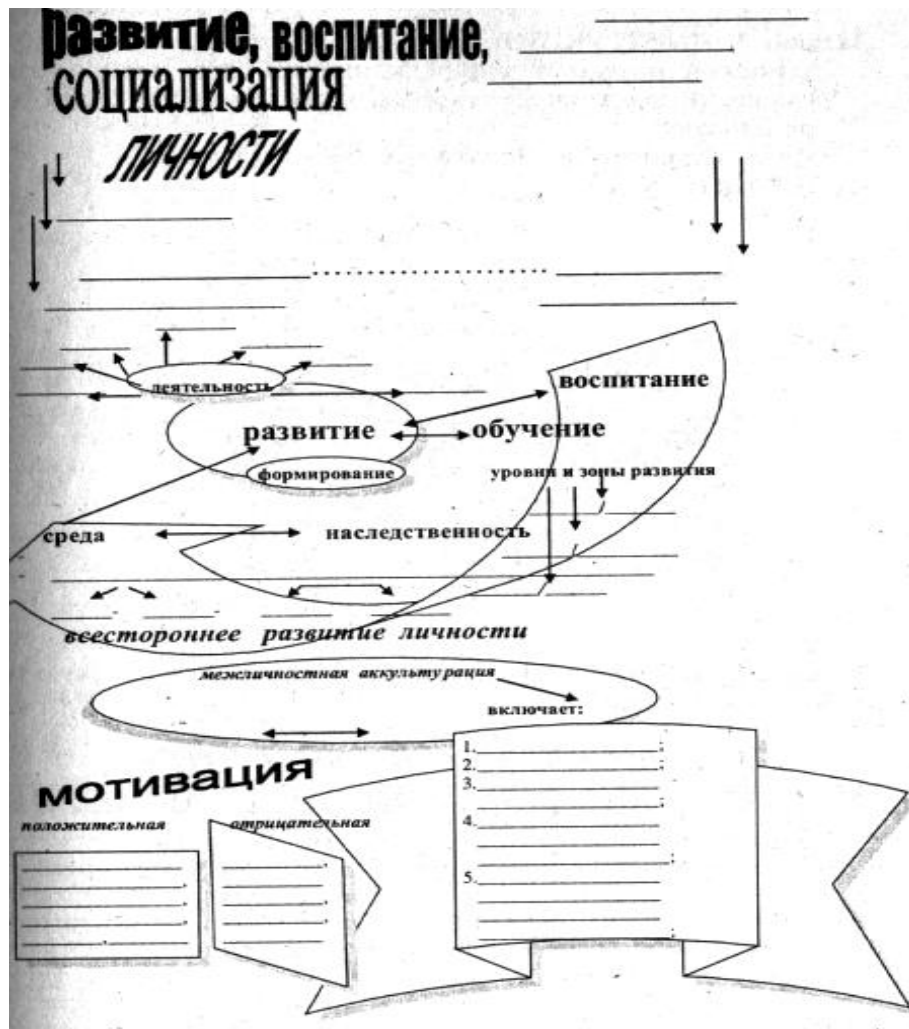 развитие, воспитание,
социализация
личности
деятельность
воспитание
развитие
обучение
формирование
уровни и зоны развития
среда
наследственность
всестороннее развитие личности
межличностная аккультурация
включает:
1.
2.
3.
4.
5.
мотивация
положительная
отрицательная